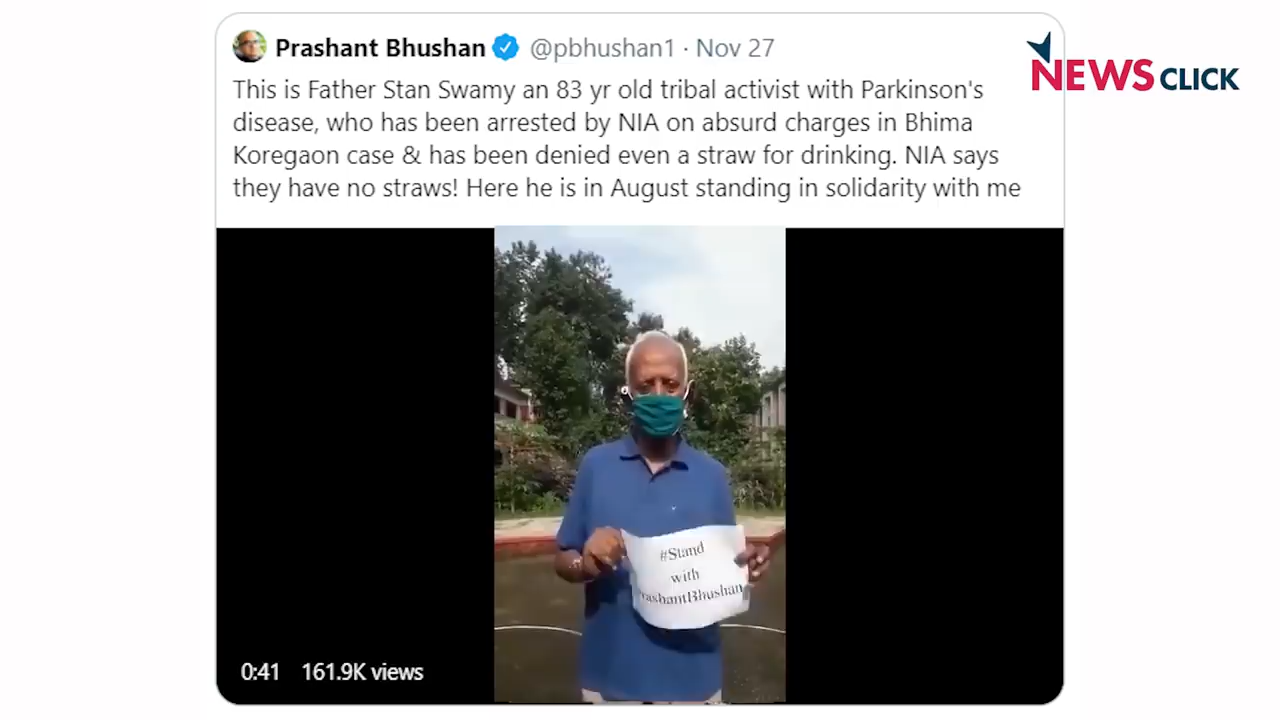 Prashant Bhushan @pbhushan1 · Nov 27
NEWS CLICK
This is Father Stan Swamy an 83 yr old tribal activist with Parkinson's
disease, who has been arrested by NIA on absurd charges in Bhima
Koregaon case & has been denied even a straw for drinking. NIA says
they have no straws! Here he is in August standing in solidarity with me
#Stand
with
rashantBhushan
0:41 161.9K views